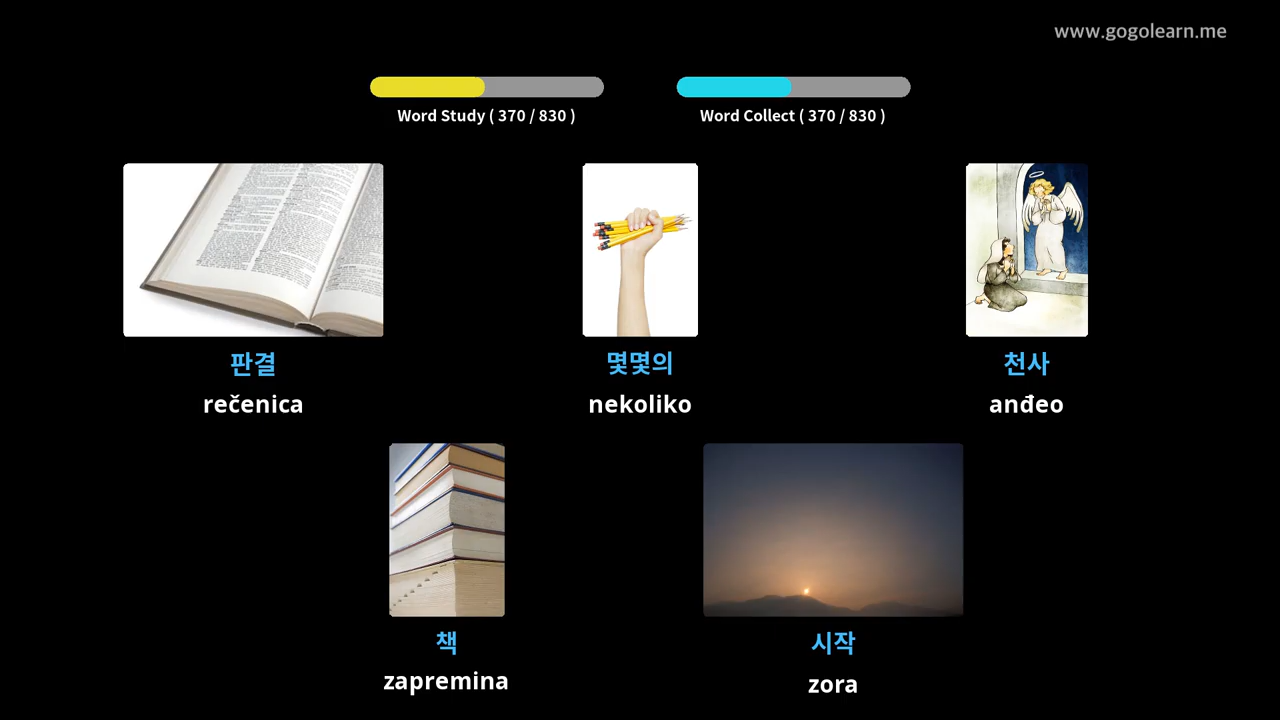 www.gogolearn.me
Word Study ( 370 / 830 )
Word Collect ( 370 / 830 )
판결
rečenica
몇몇의
nekoliko
천사
anđeo
책
zapremina
시작
zora